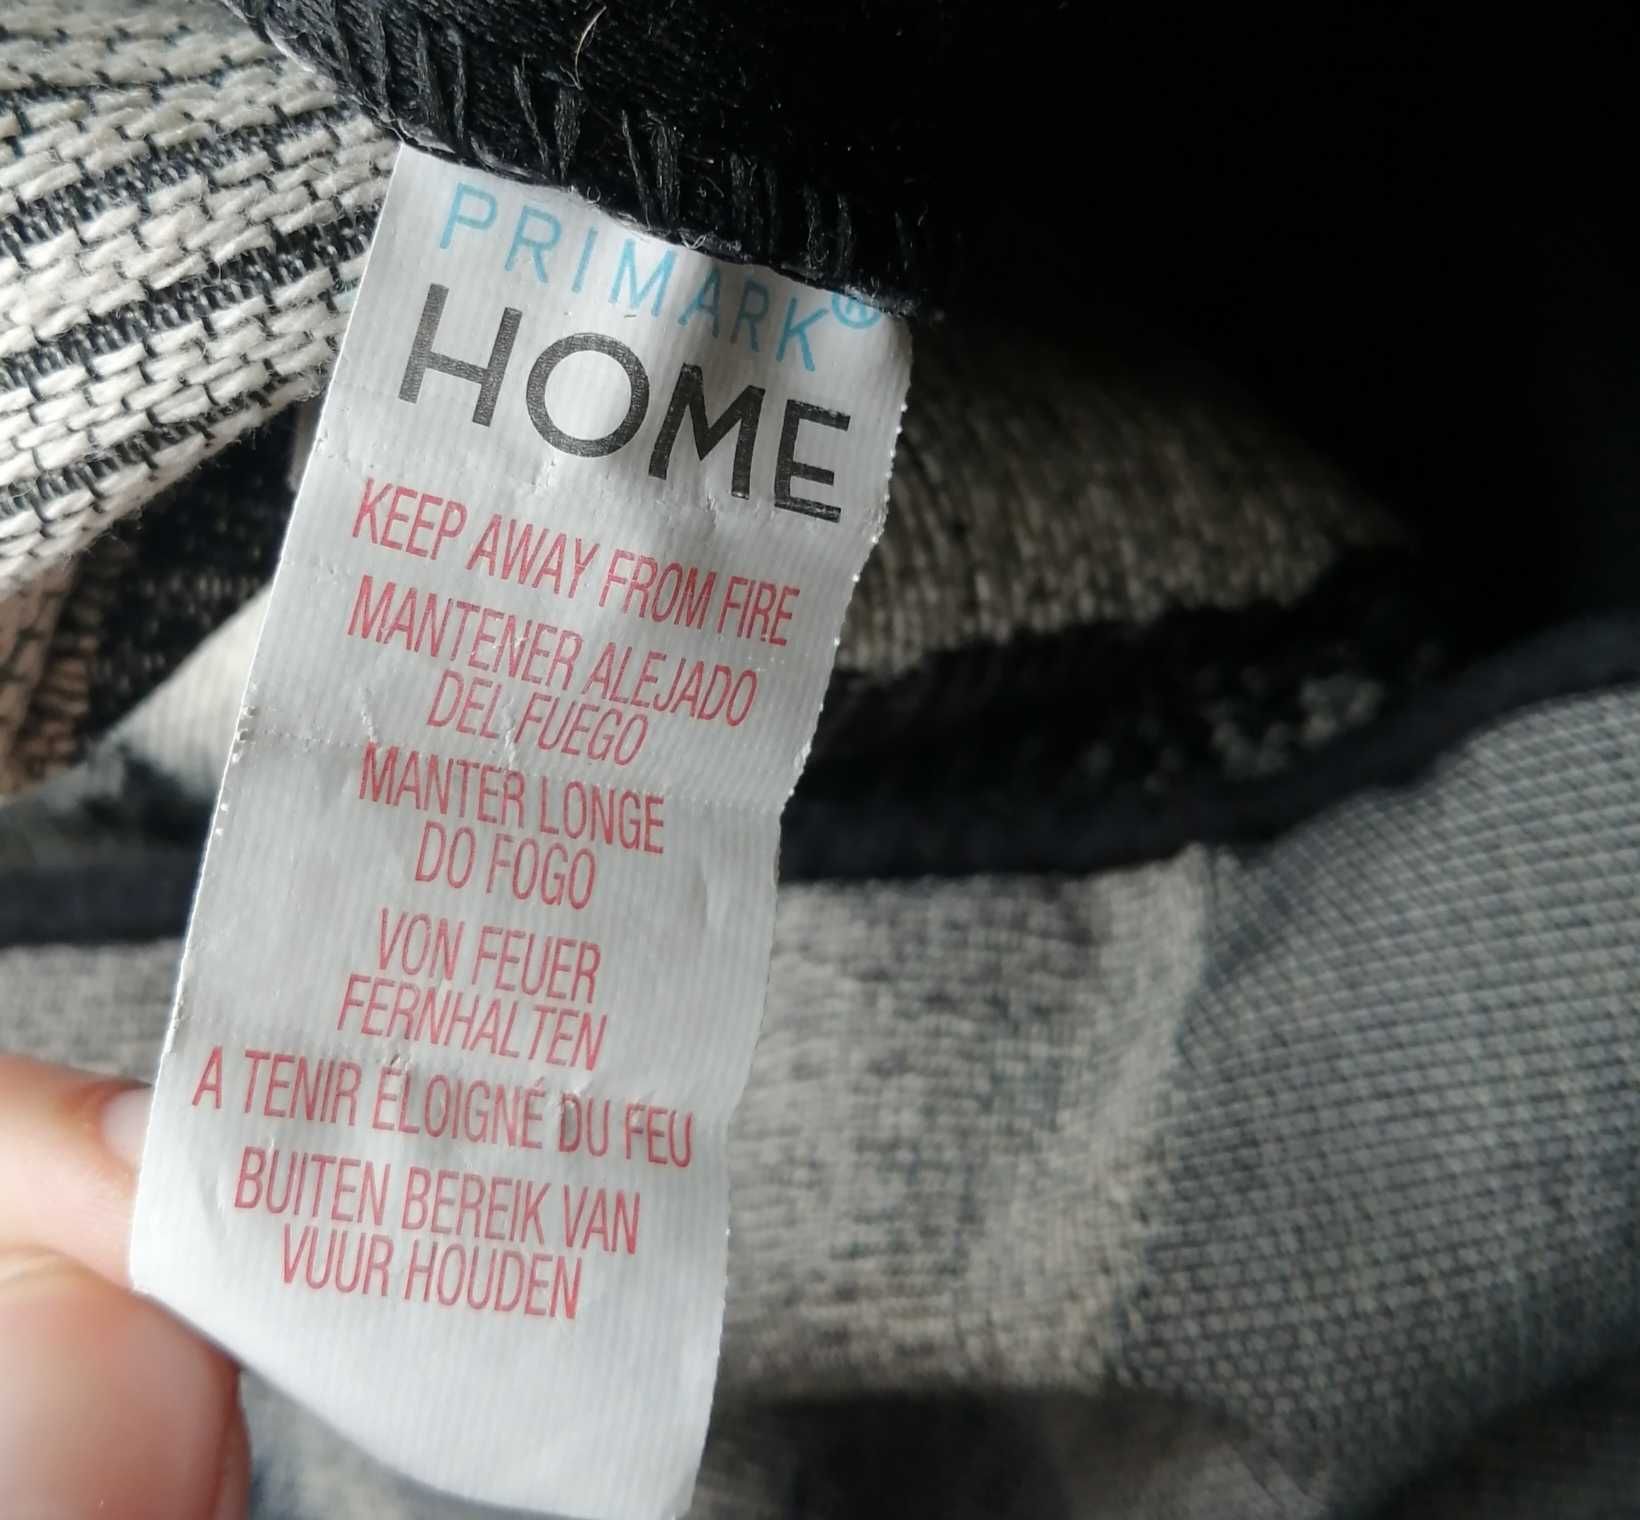 PRIMARK®
HOME
KEEP AWAY FROM FIRE
MANTENER ALEJADO
DEL FUEGO
MANTER LONGE
DO FOGO
VON FEUER
FERNHALTEN
A TENIR ÉLOIGNÉ DU FEU
BUITEN BEREIK VAN
VUUR HOUDEN